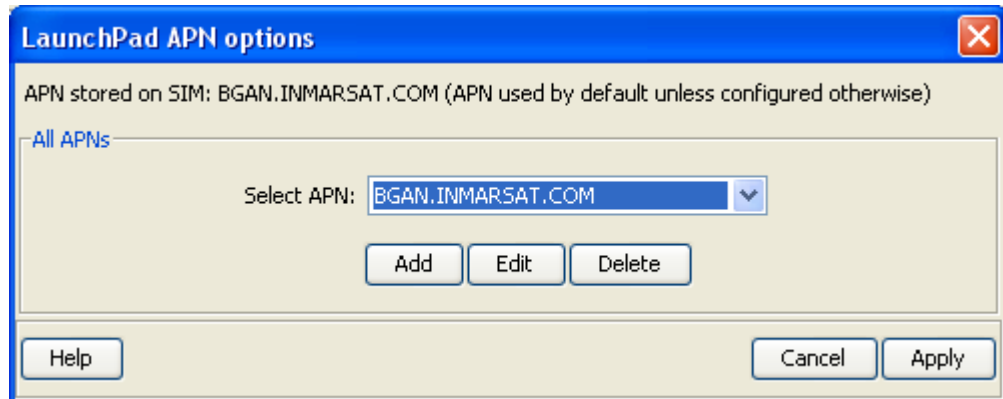 LaunchPad APN options
APN stored on SIM: BGAN.INMARSAT.COM (APN used by default unless configured otherwise)
All APNs
Select APN: BGAN.INMARSAT.COM
Add Edit Delete
Help Cancel Apply